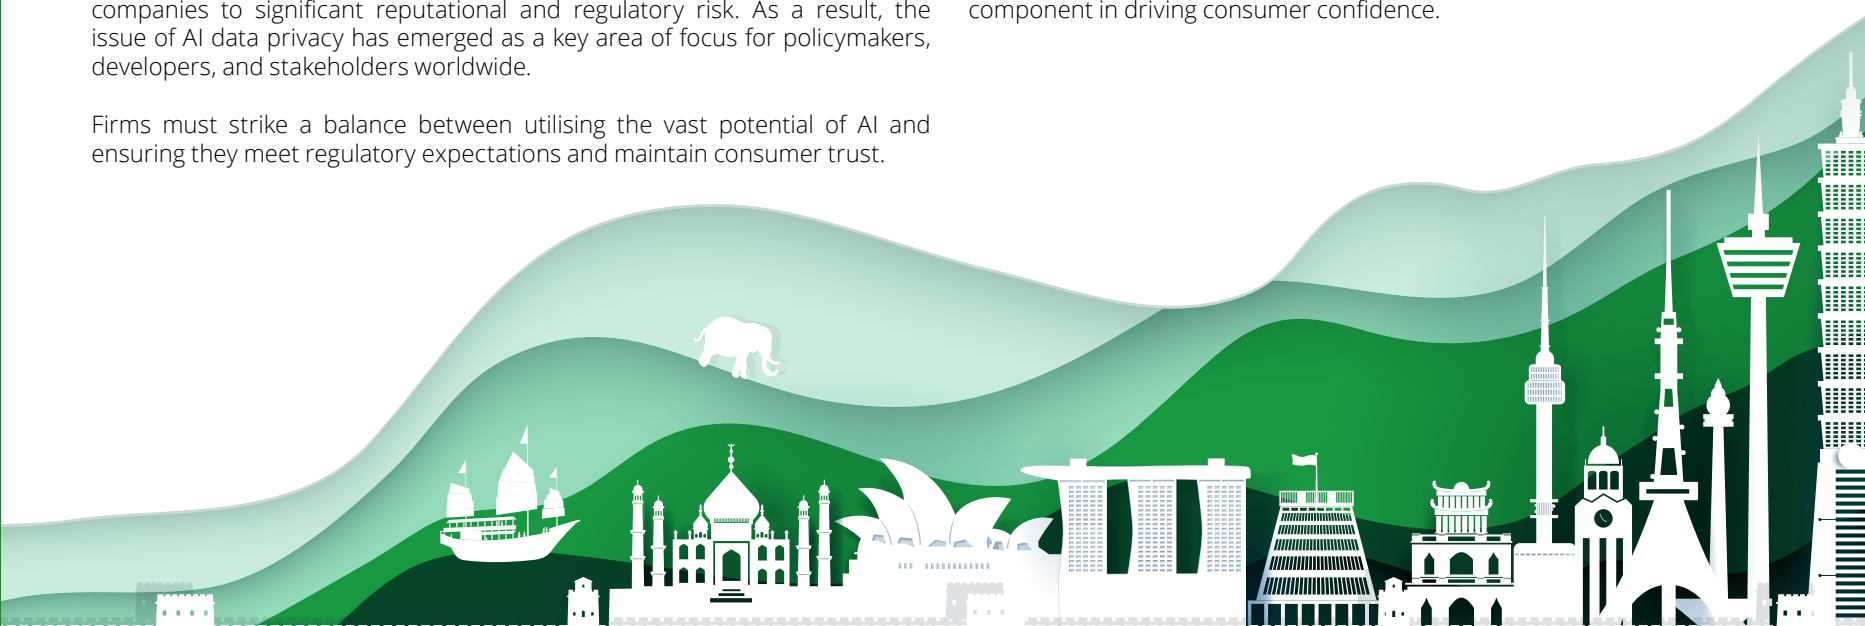 companies to significant reputational and regulatory risk. As a result, the
issue of AI data privacy has emerged as a key area of focus for policymakers,
developers, and stakeholders worldwide.
Firms must strike a balance between utilising the vast potential of AI and
ensuring they meet regulatory expectations and maintain consumer trust.
component in driving consumer confidence.